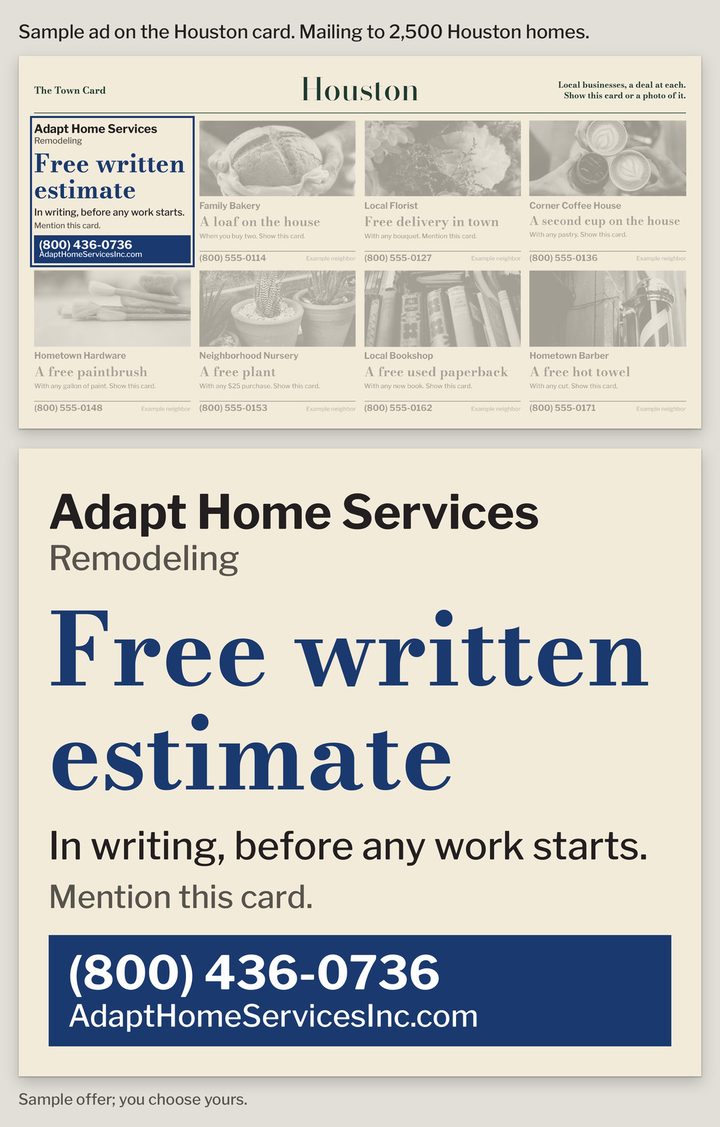 Sample ad on the Houston card. Mailing to 2,500 Houston homes.
The Town Card
Houston
Local businesses, a deal at each.
Show this card or a photo of it.
Adapt Home Services
Remodeling
Free written
estimate
In writing, before any work starts.
Mention this card.
(800) 436-0736
AdaptHomeServicesInc.com
Family Bakery
A loaf on the house
When you buy two. Show this card.
(800) 555-0114
Example neighbor
Local Florist
Free delivery in town
With any bouquet. Mention this card.
(800) 555-0127
Example neighbor
Corner Coffee House
A second cup on the house
With any pastry. Show this card.
(800) 555-0136
Example neighbor
Hometown Hardware
A free paintbrush
With any gallon of paint. Show this card.
(800) 555-0148
Example neighbor
Neighborhood Nursery
A free plant
With any $25 purchase. Show this card.
(800) 555-0153
Example neighbor
Local Bookshop
A free used paperback
With any new book. Show this card.
(800) 555-0162
Example neighbor
Hometown Barber
A free hot towel
With any cut. Show this card.
(800) 555-0171
Example neighbor
Adapt Home Services
Remodeling
Free written
estimate
In writing, before any work starts.
Mention this card.
(800) 436-0736
AdaptHomeServicesInc.com
Sample offer; you choose yours.